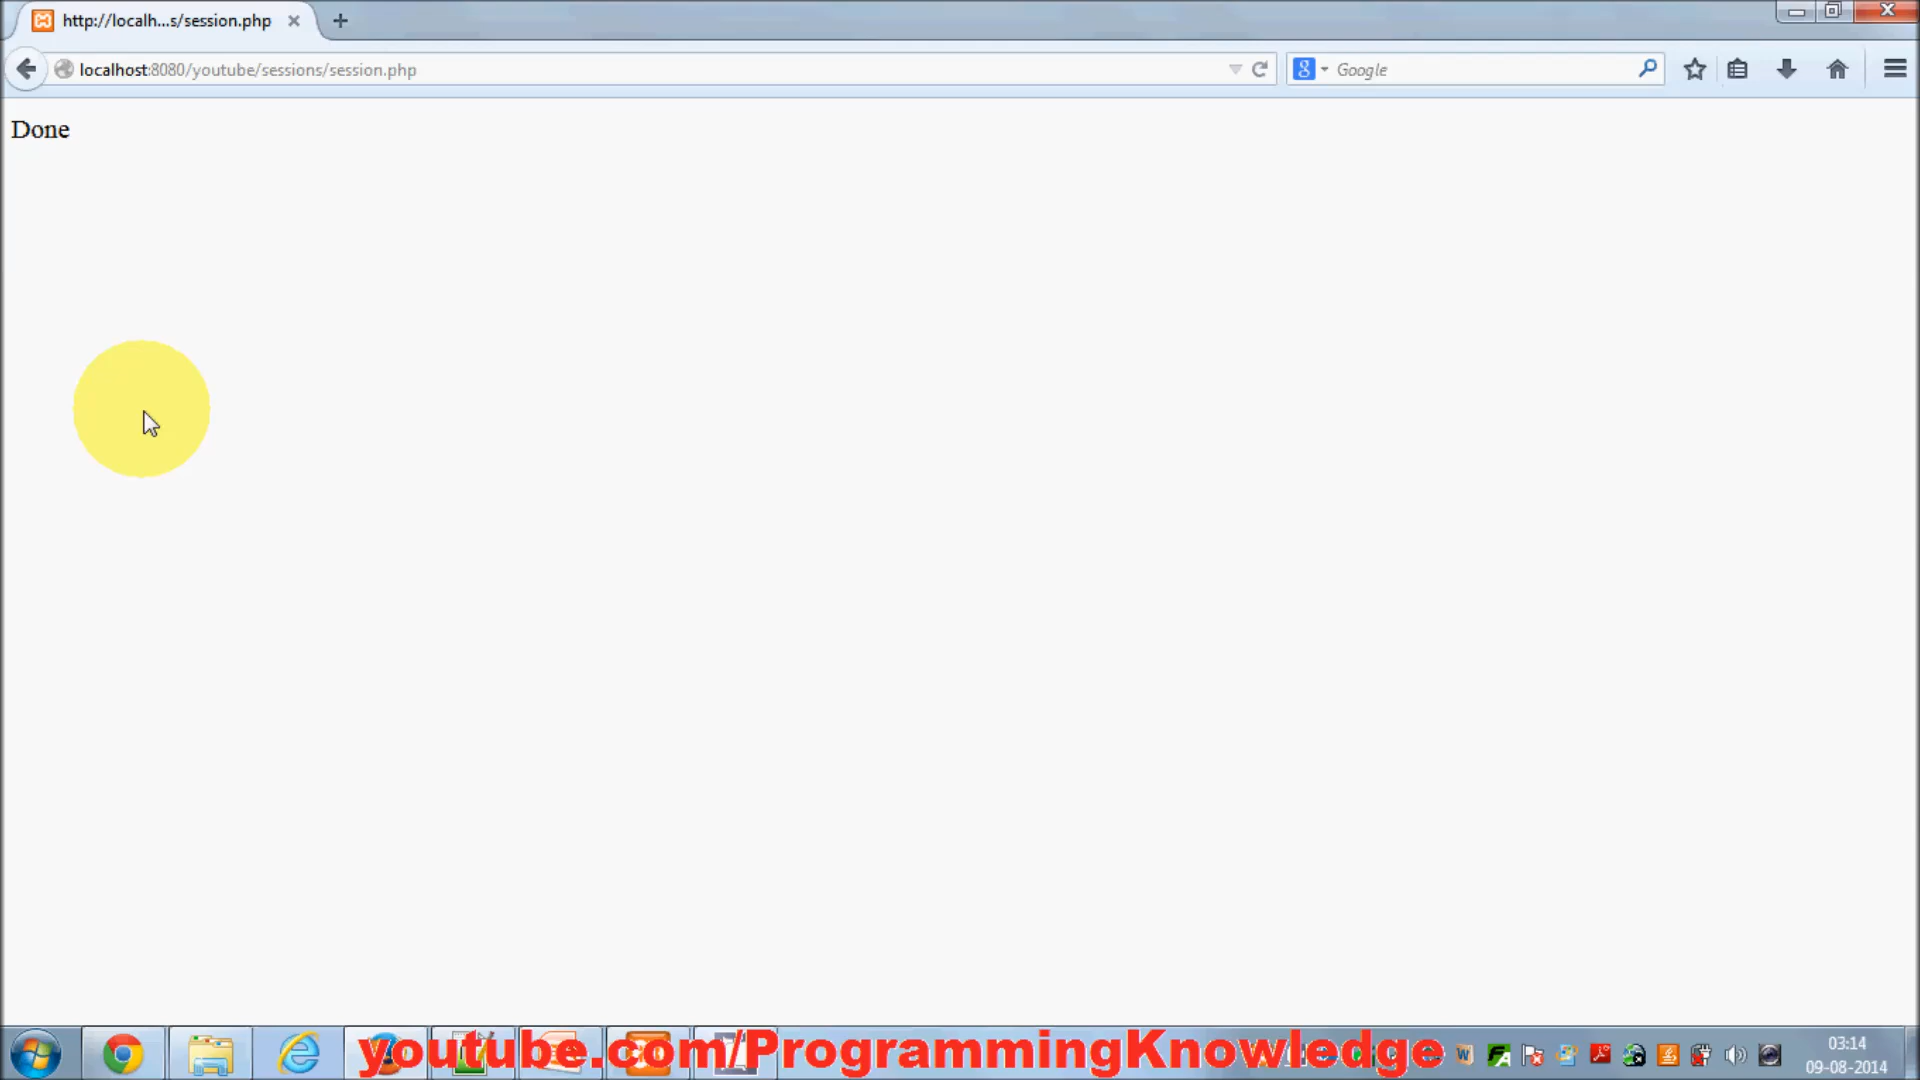 http://localh...s/session.php
localhost:8080/youtube/sessions/session.php
Google
Done
youtube.com/ProgrammingKnowledge
03:14
09-08-2014